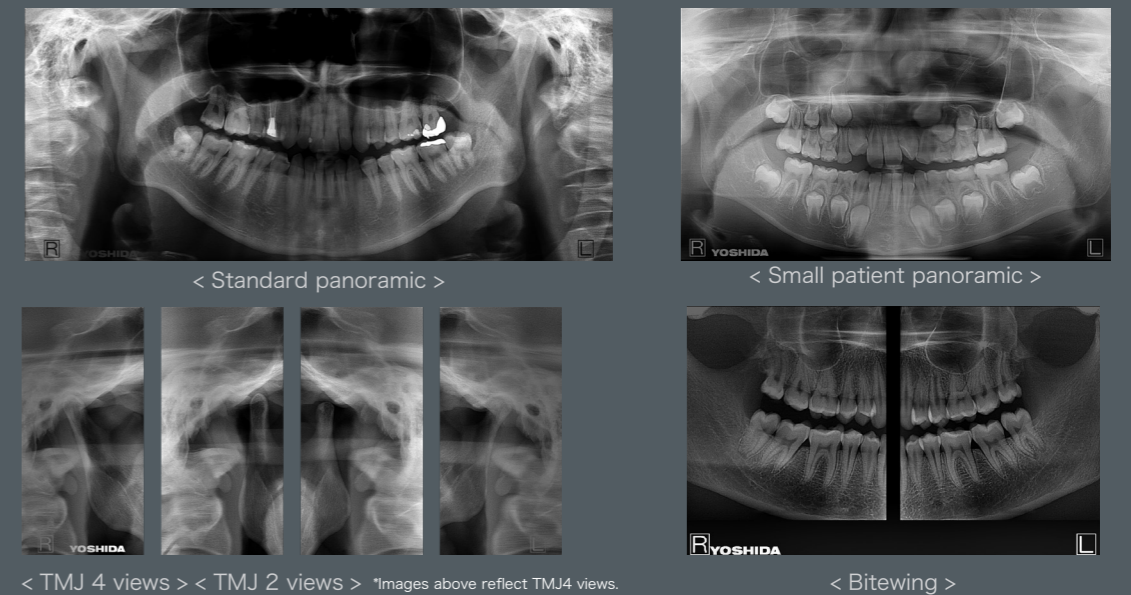 R YOSHIDA L
R YOSHIDA L
< Standard panoramic >
< Small patient panoramic >
R YOSHIDA L
R YOSHIDA L
< TMJ 4 views > < TMJ 2 views > *Images above reflect TMJ4 views.
< Bitewing >